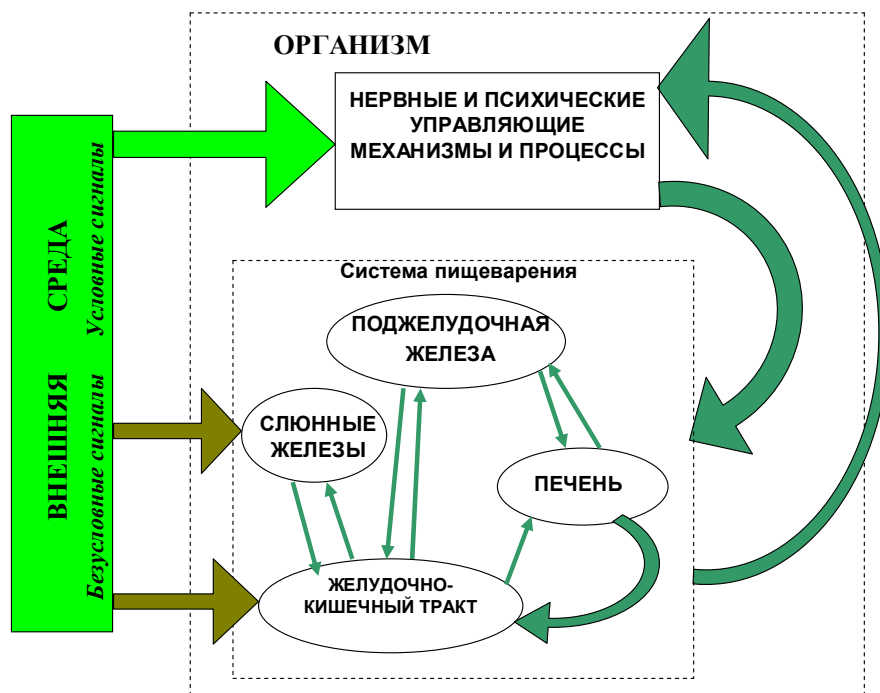 ОРГАНИЗМ
НЕРВНЫЕ И ПСИХИЧЕСКИЕ
УПРАВЛЯЮЩИЕ
МЕХАНИЗМЫ И ПРОЦЕССЫ
ВНЕШНЯЯ СРЕДА
Безусловные сигналы Условные сигналы
Система пищеварения
ПОДЖЕЛУДОЧНАЯ
ЖЕЛЕЗА
СЛЮННЫЕ
ЖЕЛЕЗЫ
ПЕЧЕНЬ
ЖЕЛУДОЧНО-
КИШЕЧНЫЙ ТРАКТ